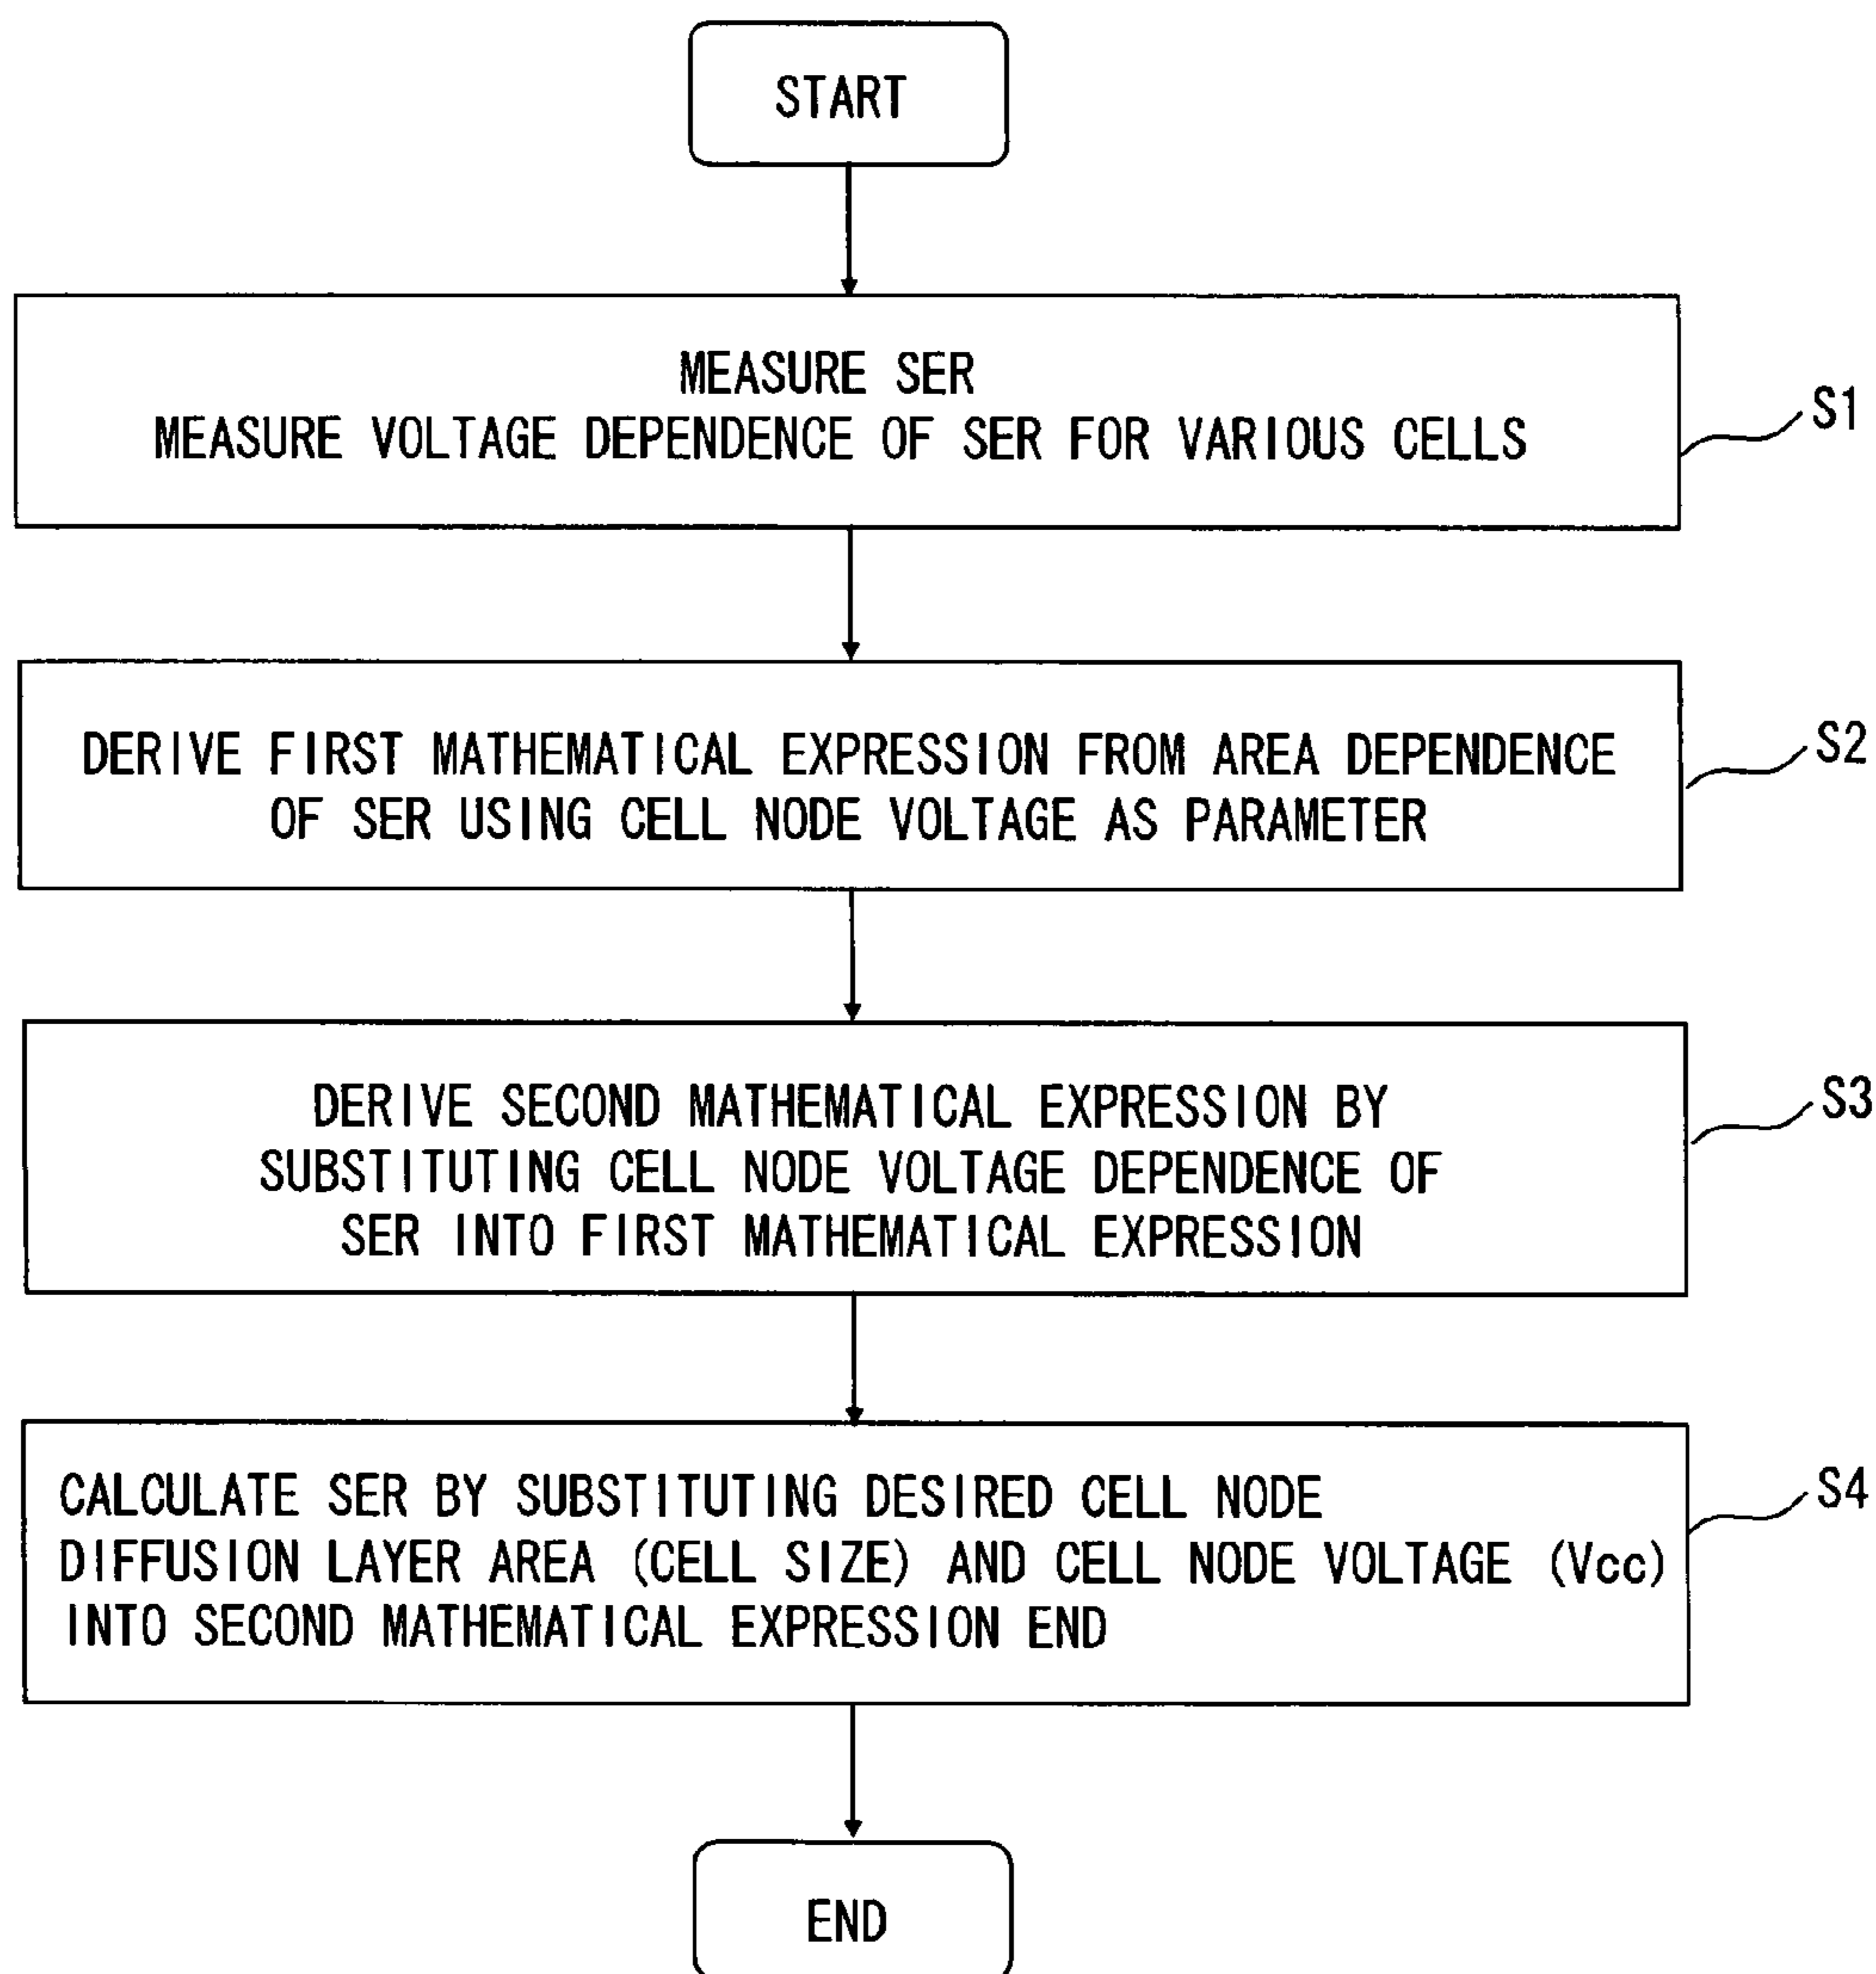 START
MEASURE SER
MEASURE VOLTAGE DEPENDENCE OF SER FOR VARIOUS CELLS
S1
DERIVE FIRST MATHEMATICAL EXPRESSION FROM AREA DEPENDENCE
OF SER USING CELL NODE VOLTAGE AS PARAMETER
S2
DERIVE SECOND MATHEMATICAL EXPRESSION BY
SUBSTITUTING CELL NODE VOLTAGE DEPENDENCE OF
SER INTO FIRST MATHEMATICAL EXPRESSION
S3
CALCULATE SER BY SUBSTITUTING DESIRED CELL NODE
DIFFUSION LAYER AREA (CELL SIZE) AND CELL NODE VOLTAGE (Vcc)
INTO SECOND MATHEMATICAL EXPRESSION END
S4
END